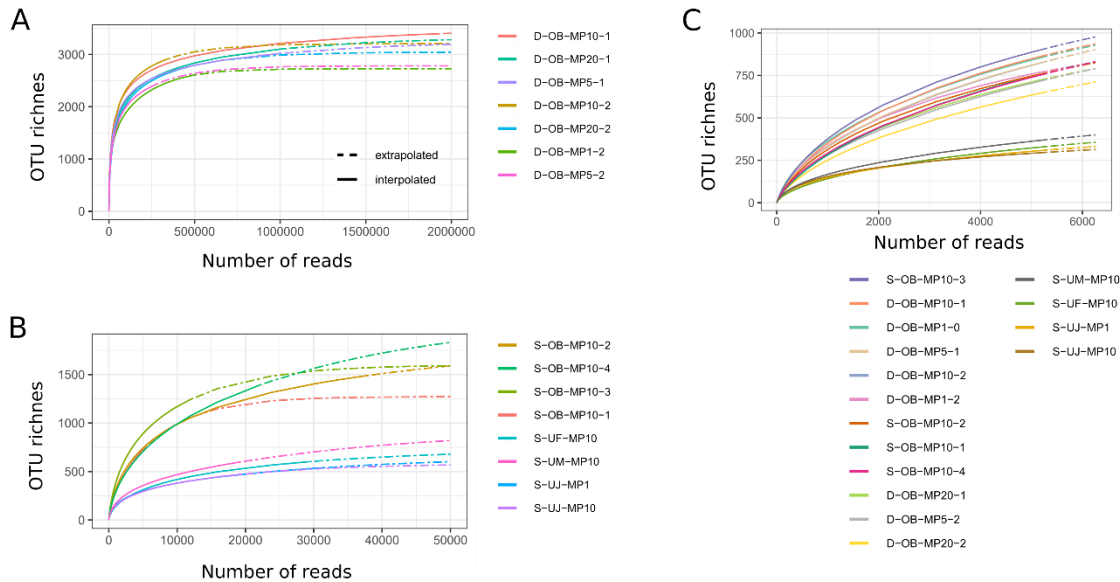 A
3000
2000
1000
0
OTU richnes
0
500000
1000000
1500000
2000000
Number of reads
extrapolated
interpolated
D-OB-MP10-1
D-OB-MP20-1
D-OB-MP5-1
D-OB-MP10-2
D-OB-MP20-2
D-OB-MP1-2
D-OB-MP5-2
B
1500
1000
500
0
OTU richnes
0
10000
20000
30000
40000
50000
Number of reads
S-OB-MP10-2
S-OB-MP10-4
S-OB-MP10-3
S-OB-MP10-1
S-UF-MP10
S-UM-MP10
S-UJ-MP1
S-UJ-MP10
C
1000
750
500
250
0
OTU richnes
0
2000
4000
6000
Number of reads
S-OB-MP10-3
D-OB-MP10-1
D-OB-MP1-0
D-OB-MP5-1
D-OB-MP10-2
D-OB-MP1-2
S-OB-MP10-2
S-OB-MP10-1
S-OB-MP10-4
D-OB-MP20-1
D-OB-MP5-2
D-OB-MP20-2
S-UM-MP10
S-UF-MP10
S-UJ-MP1
S-UJ-MP10